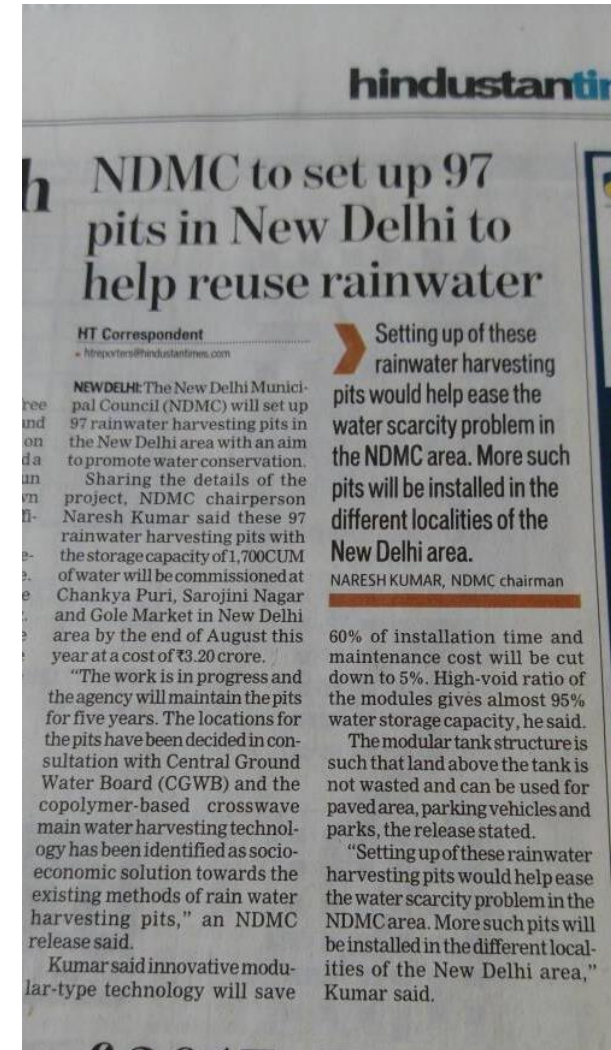 hindustantim
h
NDMC to set up 97
pits in New Delhi to
help reuse rainwater
HT Correspondent
htreporters@hindustantimes.com
NEW DELHI: The New Delhi Munici-
pal Council (NDMC) will set up
97 rainwater harvesting pits in
the New Delhi area with an aim
to promote water conservation.
Sharing the details of the
project, NDMC chairperson
Naresh Kumar said these 97
rainwater harvesting pits with
the storage capacity of 1,700CUM
of water will be commissioned at
Chankya Puri, Sarojini Nagar
and Gole Market in New Delhi
area by the end of August this
year at a cost of ₹3.20 crore.
"The work is in progress and
the agency will maintain the pits
for five years. The locations for
the pits have been decided in con-
sultation with Central Ground
Water Board (CGWB) and the
copolymer-based crosswave
main water harvesting technol-
ogy has been identified as socio-
economic solution towards the
existing methods of rain water
harvesting pits," an NDMC
release said.
Kumar said innovative modu-
lar-type technology will save
Setting up of these
rainwater harvesting
pits would help ease the
water scarcity problem in
the NDMC area. More such
pits will be installed in the
different localities of the
New Delhi area.
NARESH KUMAR, NDMC chairman
60% of installation time and
maintenance cost will be cut
down to 5%. High-void ratio of
the modules gives almost 95%
water storage capacity, he said.
The modular tank structure is
such that land above the tank is
not wasted and can be used for
paved area, parking vehicles and
parks, the release stated.
"Setting up of these rainwater
harvesting pits would help ease
the water scarcity problem in the
NDMC area. More such pits will
be installed in the different local-
ities of the New Delhi area,"
Kumar said.